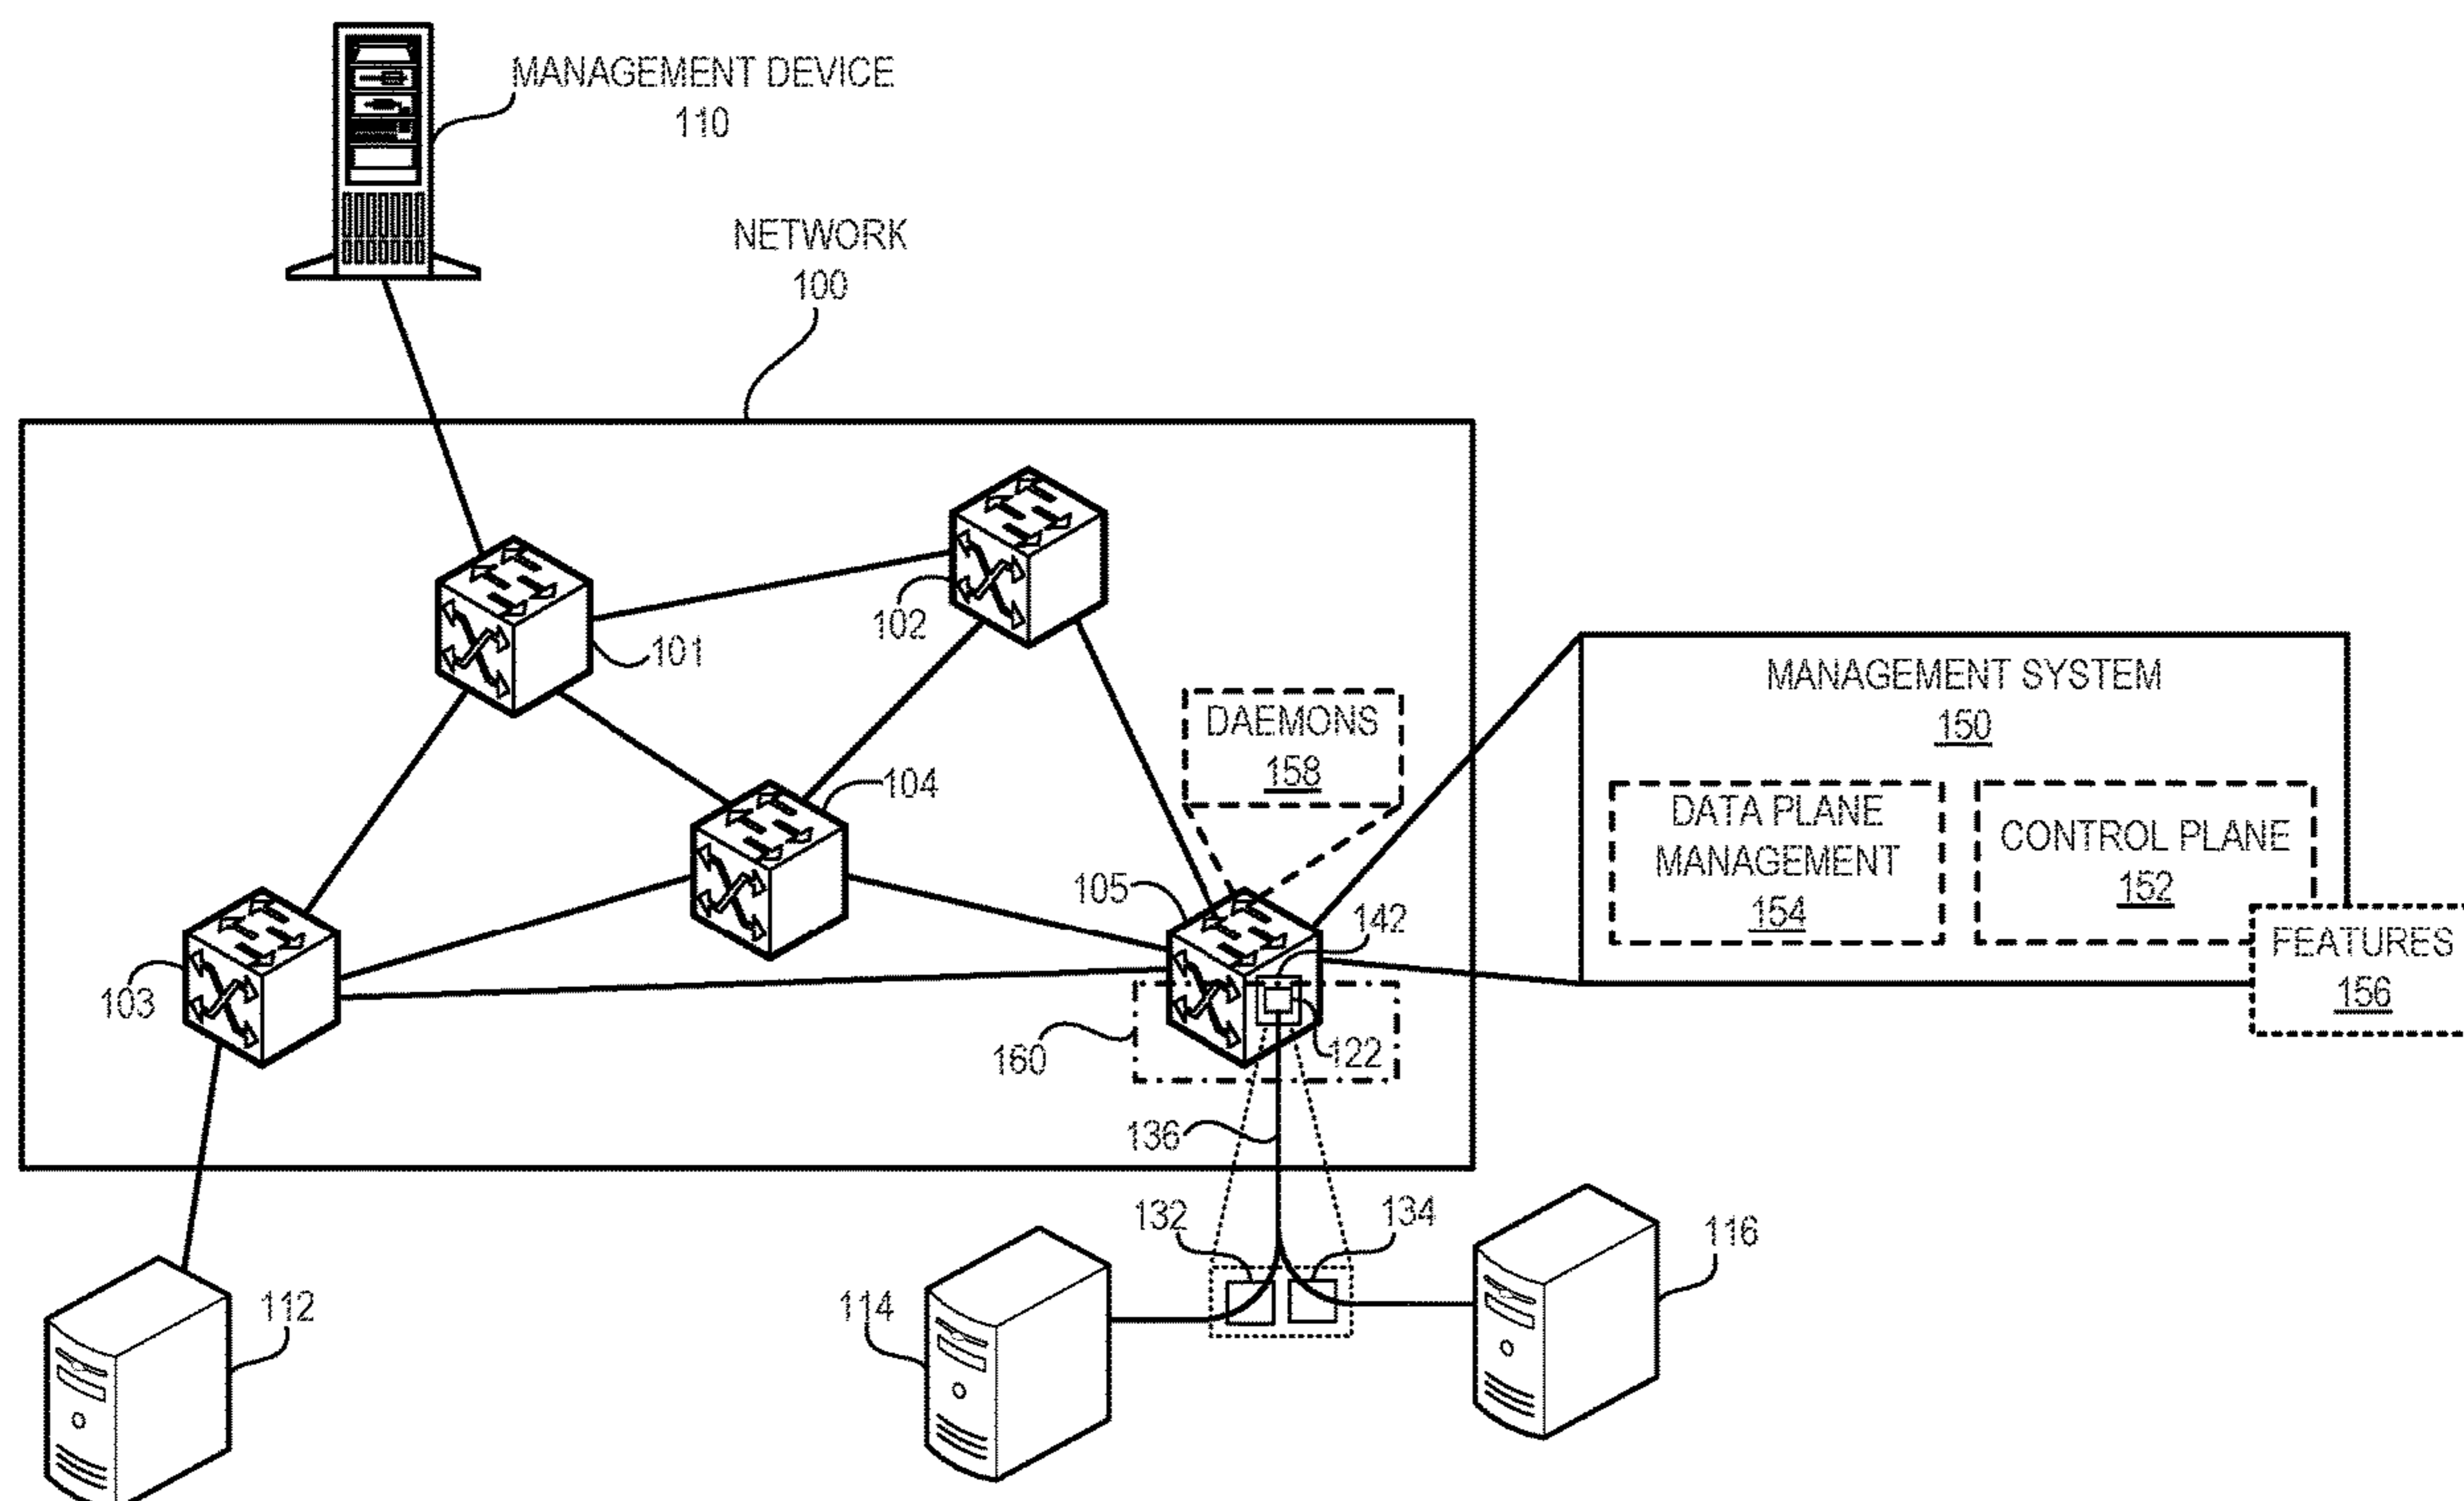 MANAGEMENT DEVICE
110
NETWORK
100
102
101
MANAGEMENT SYSTEM
150
DAEMONS
158
104
DATA PLANE
MANAGEMENT
154
CONTROL PLANE
152
105
142
FEATURES
156
103
160
122
136
132
134
116
112
114